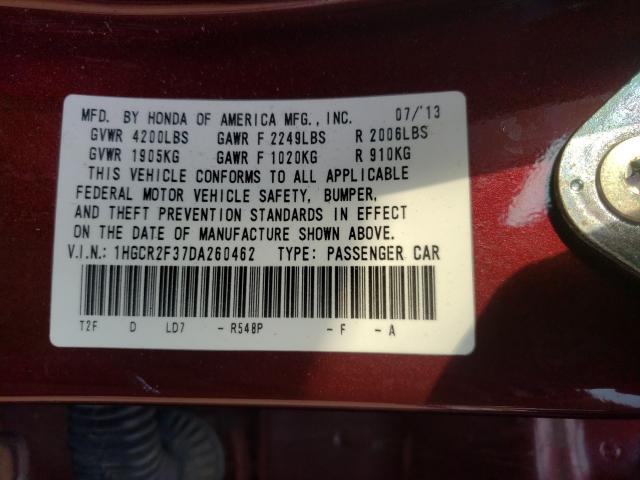 MFD. BY HONDA OF AMERICA MFG., INC. 07/'13
GVWR 4200LBS GAWR F 2249LBS R 2006LBS
GVWR 1905KG GAWR F 1020KG R 910KG
THIS VEHICLE CONFORMS TO ALL APPLICABLE
FEDERAL MOTOR VEHICLE SAFETY, BUMPER,
AND THEFT PREVENTION STANDARDS IN EFFECT
ON THE DATE OF MANUFACTURE SHOWN ABOVE.
V.I.N.: 1HGCR2F37DA260462 TYPE: PASSENGER CAR
T2F D LD7 -R548P -F -A